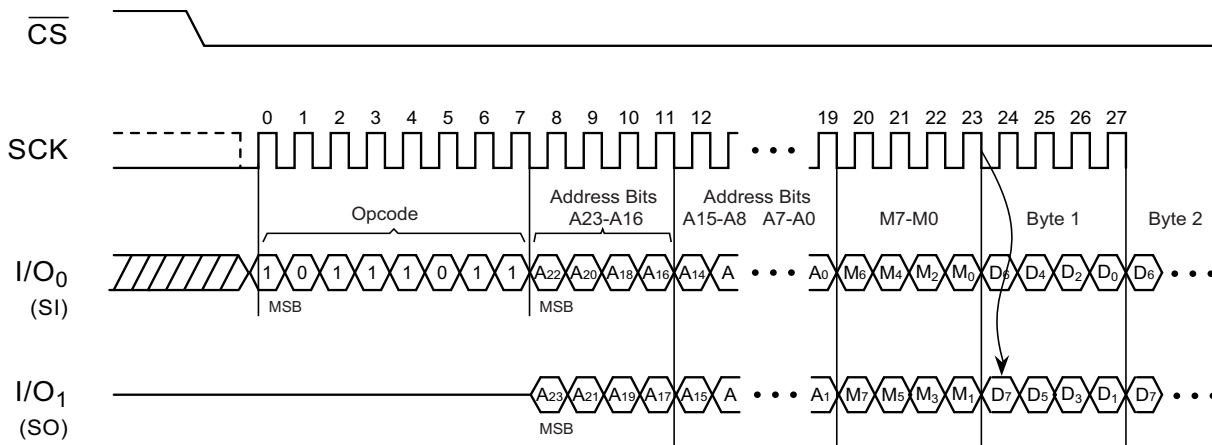 CS
0 1 2 3 4 5 6 7 8 9 10 11 12 19 20 21 22 23 24 25 26 27
SCK
Address Bits Address Bits
Opcode A23-A16 A15-A8 A7-A0 M7-M0 Byte 1 Byte 2
I/O0 1 0 1 1 1 0 1 1 A22 A20 A18 A16 A14 A • • • A0 M6 M4 M2 M0 D6 D4 D2 D0 D6 • • •
(SI) MSB MSB
I/O1 A23 A21 A19 A17 A15 A • • • A1 M7 M5 M3 M1 D7 D5 D3 D1 D7 • • •
(SO) MSB